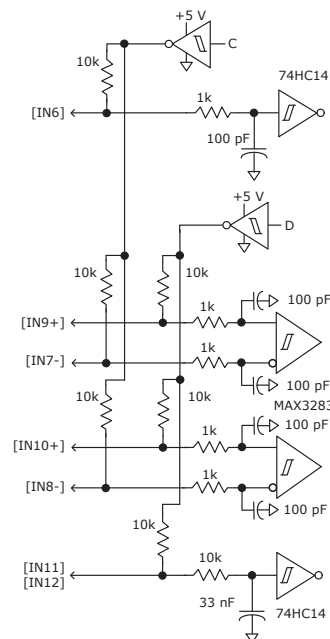 +5 V
C
10k
74HC14
1k
[IN6]
100 pF
+5 V
D
10k
10k
100 pF
1k
[IN9+]
1k
[IN7-]
10k
10k
100 pF
MAX3283
100 pF
1k
[IN10+]
1k
[IN8-]
100 pF
10k
[IN11]
[IN12]
10k
33 nF
74HC14